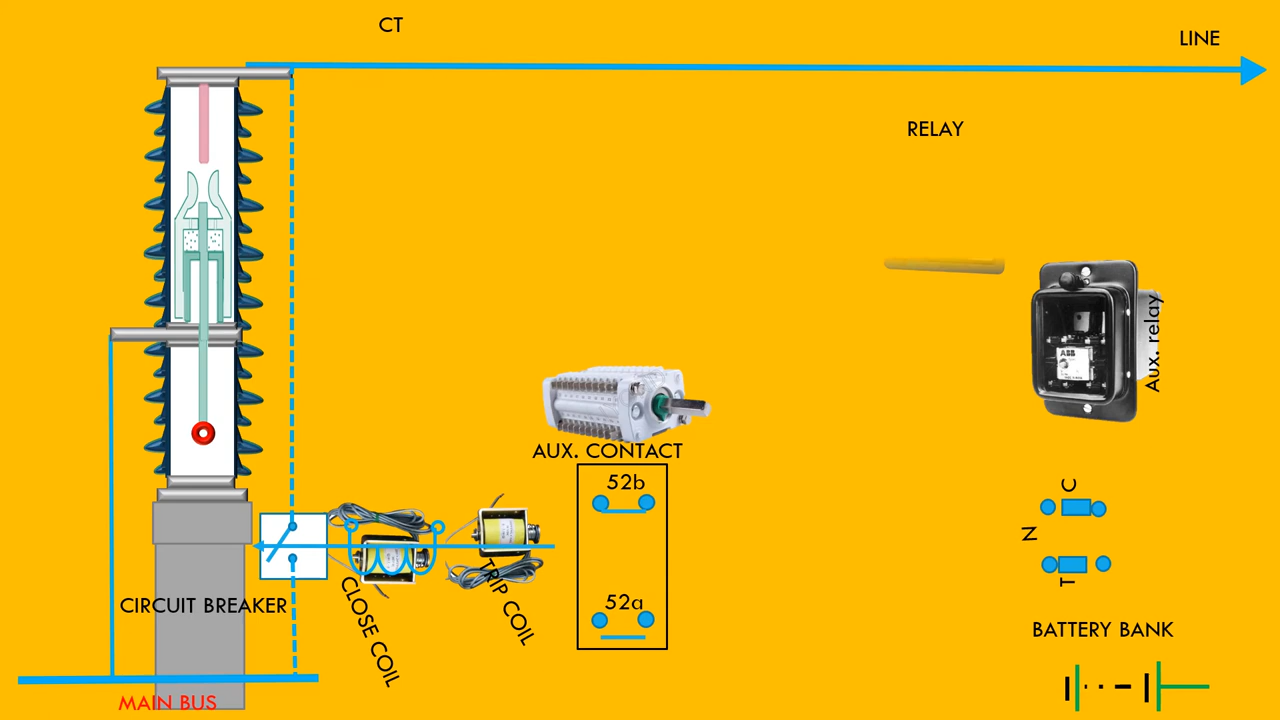 CT
LINE
RELAY
ABB
Aux. relay
AUX. CONTACT
52b
C
N
T
52a
CIRCUIT BREAKER
CLOSE COIL
TRIP COIL
BATTERY BANK
MAIN BUS